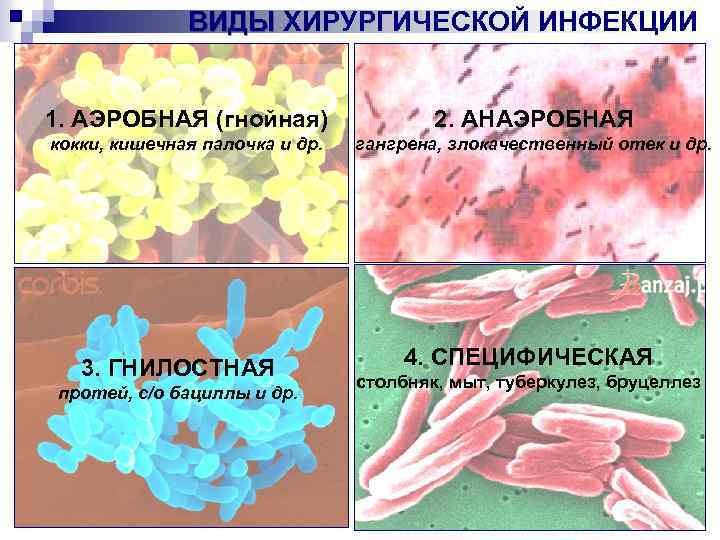 ВИДЫ ХИРУРГИЧЕСКОЙ ИНФЕКЦИИ
1. АЭРОБНАЯ (гнойная)
кокки, кишечная палочка и др.
2. АНАЭРОБНАЯ
гангрена, злокачественный отек и др.
corbis
3. ГНИЛОСТНАЯ
протей, с/о бациллы и др.
Banzaj.p
4. СПЕЦИФИЧЕСКАЯ
столбняк, мыт, туберкулез, бруцеллез